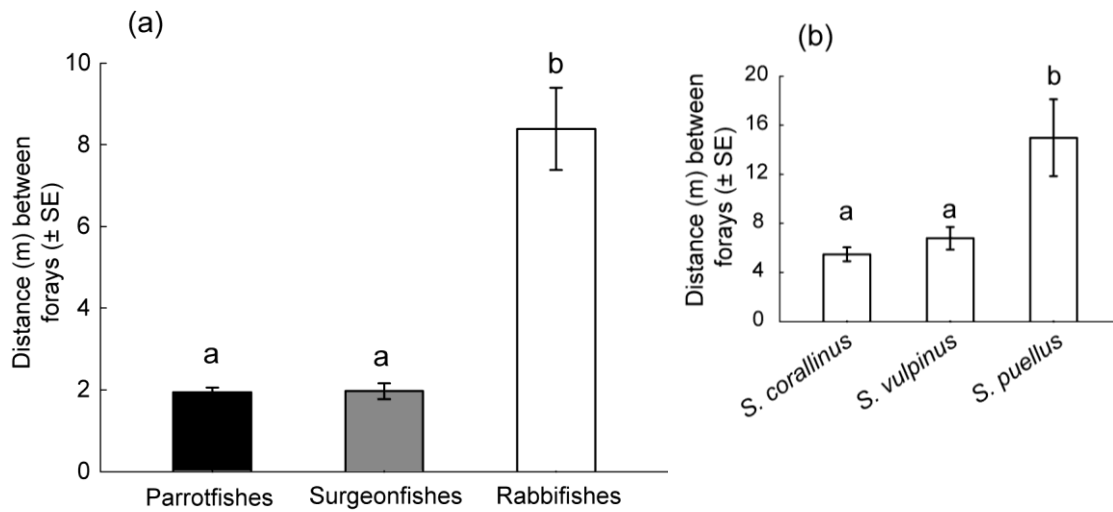 (a)
Distance (m) between
forays (± SE)
10
8
6
4
2
0
a
a
b
Parrotfishes
Surgeonfishes
Rabbifishes
(b)
Distance (m) between
forays (± SE)
20
16
12
8
4
0
a
a
b
S. corallinus
S. vulpinus
S. puellus